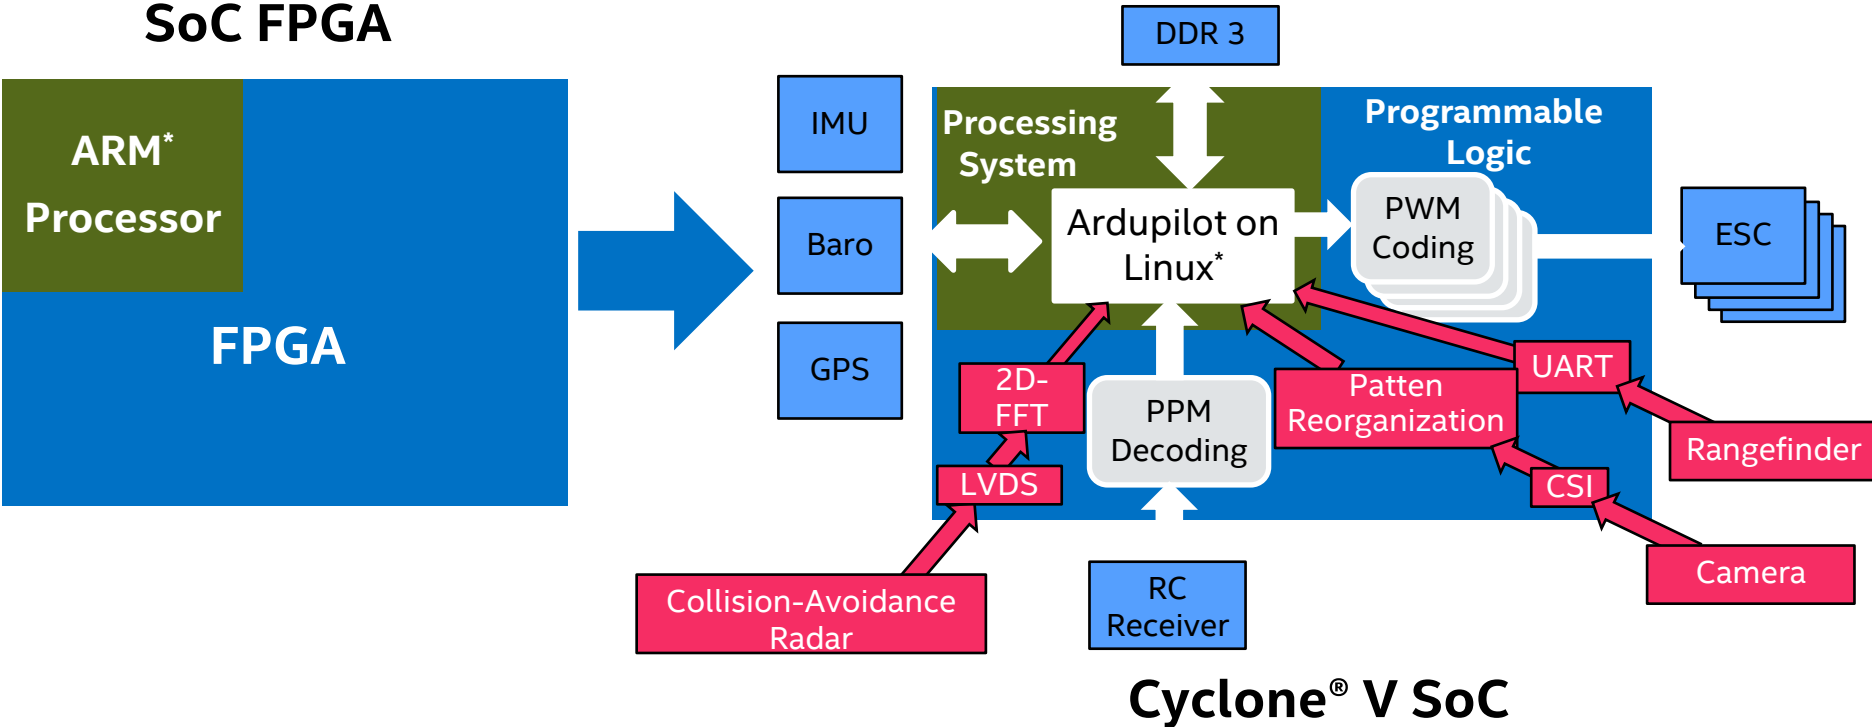 SoC FPGA
ARM*
Processor
FPGA
IMU
Baro
GPS
DDR 3
Processing
System
Programmable
Logic
Ardupilot on
Linux*
PWM
Coding
ESC
2D-
FFT
LVDS
PPM
Decoding
Patten
Reorganization
UART
CSI
Rangefinder
Camera
Collision-Avoidance
Radar
RC
Receiver
Cyclone® V SoC